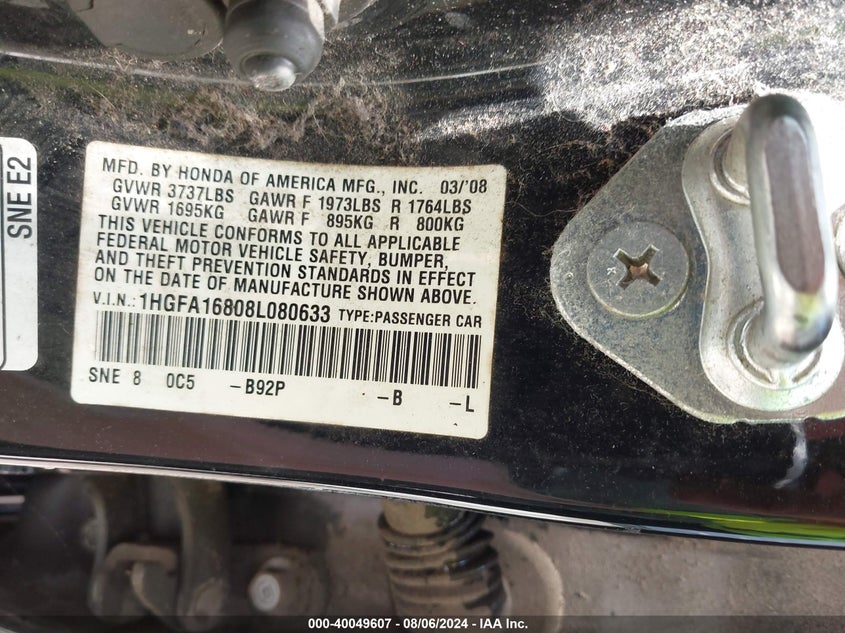 SNE E2
MFD. BY HONDA OF AMERICA MFG., INC. 03/'08
GVWR 3737LBS GAWR F 1973LBS R 1764LBS
GVWR 1695KG GAWR F 895KG R 800KG
THIS VEHICLE CONFORMS TO ALL APPLICABLE
FEDERAL MOTOR VEHICLE SAFETY, BUMPER,
AND THEFT PREVENTION STANDARDS IN EFFECT
ON THE DATE OF MANUFACTURE SHOWN ABOVE.
V.I.N.: 1HGFA16808L080633 TYPE:PASSENGER CAR
SNE 8 0C5 -B92P -B -L
000-40049607 - 08/06/2024 - IAA Inc.